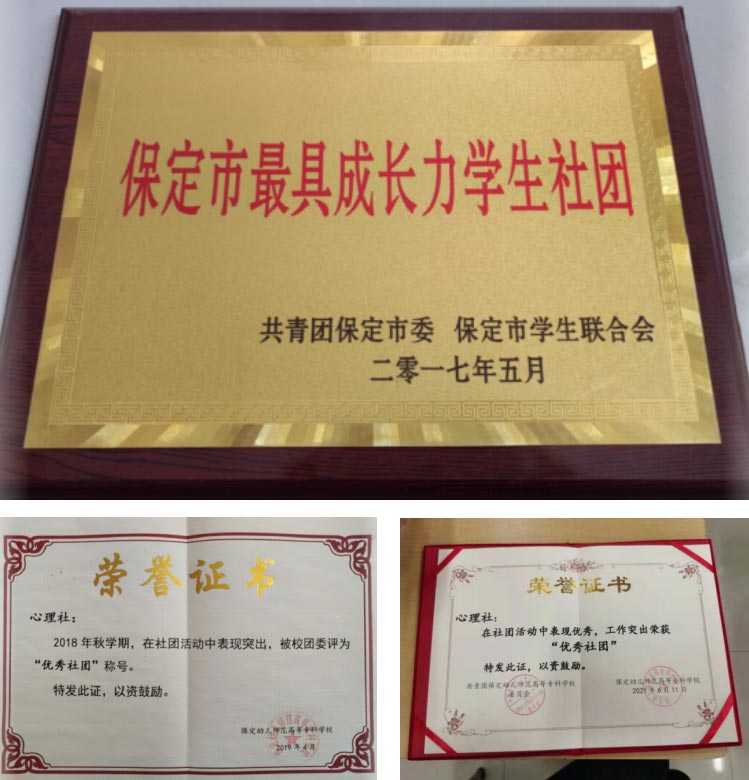 保定市最具成长力学生社团
共青团保定市委 保定市学生联合会
二零一七年五月
荣誉证书
心理社：
2018年秋学期，在社团活动中表现突出，被校团委评为
“优秀社团”称号。
特发此证，以资鼓励。
保定幼儿师范高等专科学校
2019年4月
荣誉证书
心理社：
在社团活动中表现优秀，工作突出荣获
“优秀社团”
特发此证，以资鼓励。
共青团保定幼儿师范高等专科学校 保定幼儿师范高等专科学校
委员会 2021年6月11日